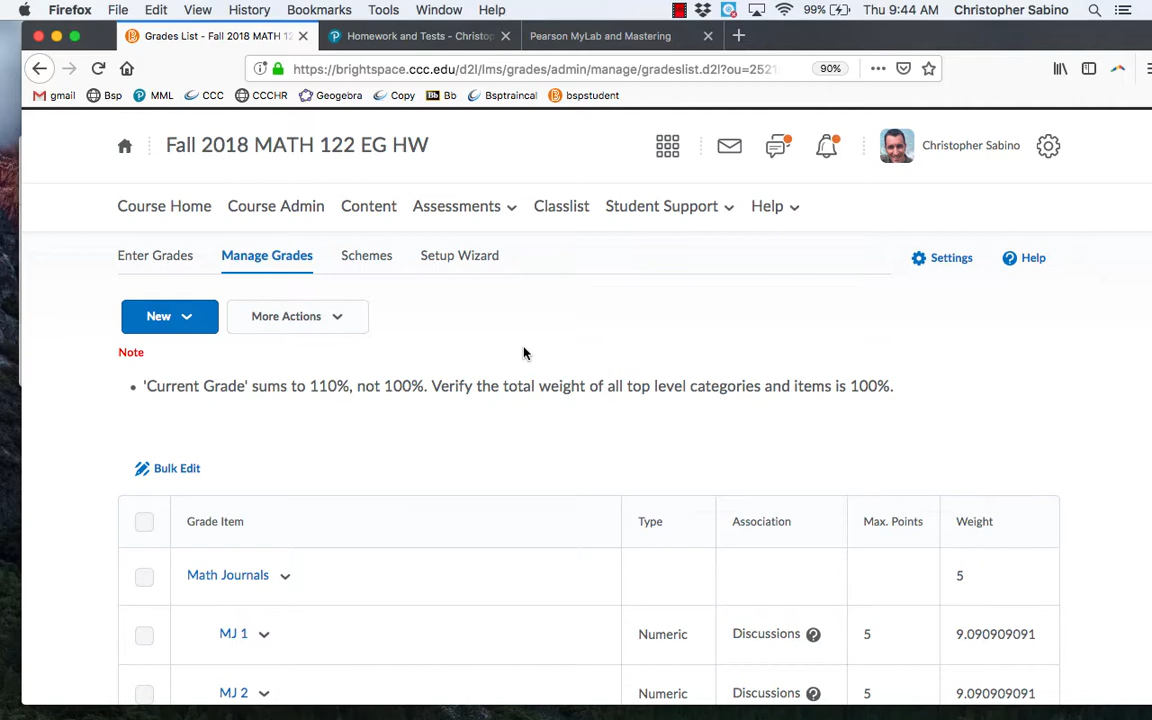 Firefox File Edit View History Bookmarks Tools Window Help 99% Thu 9:44 AM Christopher Sabino
Grades List - Fall 2018 MATH 12 Homework and Tests - Christop Pearson MyLab and Mastering
https://brightspace.ccc.edu/d2l/lms/grades/admin/manage/gradeslist.d2l?ou=2521 90%
gmail Bsp MML CCC CCCHR Geogebra Copy Bb Bb Bsptraincal bspstudent
Fall 2018 MATH 122 EG HW Christopher Sabino
Course Home Course Admin Content Assessments Classlist Student Support Help
Enter Grades Manage Grades Schemes Setup Wizard Settings Help
New More Actions
Note
• 'Current Grade' sums to 110%, not 100%. Verify the total weight of all top level categories and items is 100%.
Bulk Edit
Grade Item Type Association Max. Points Weight
Math Journals 5
MJ 1 Numeric Discussions 5 9.090909091
MJ 2 Numeric Discussions 5 9.090909091